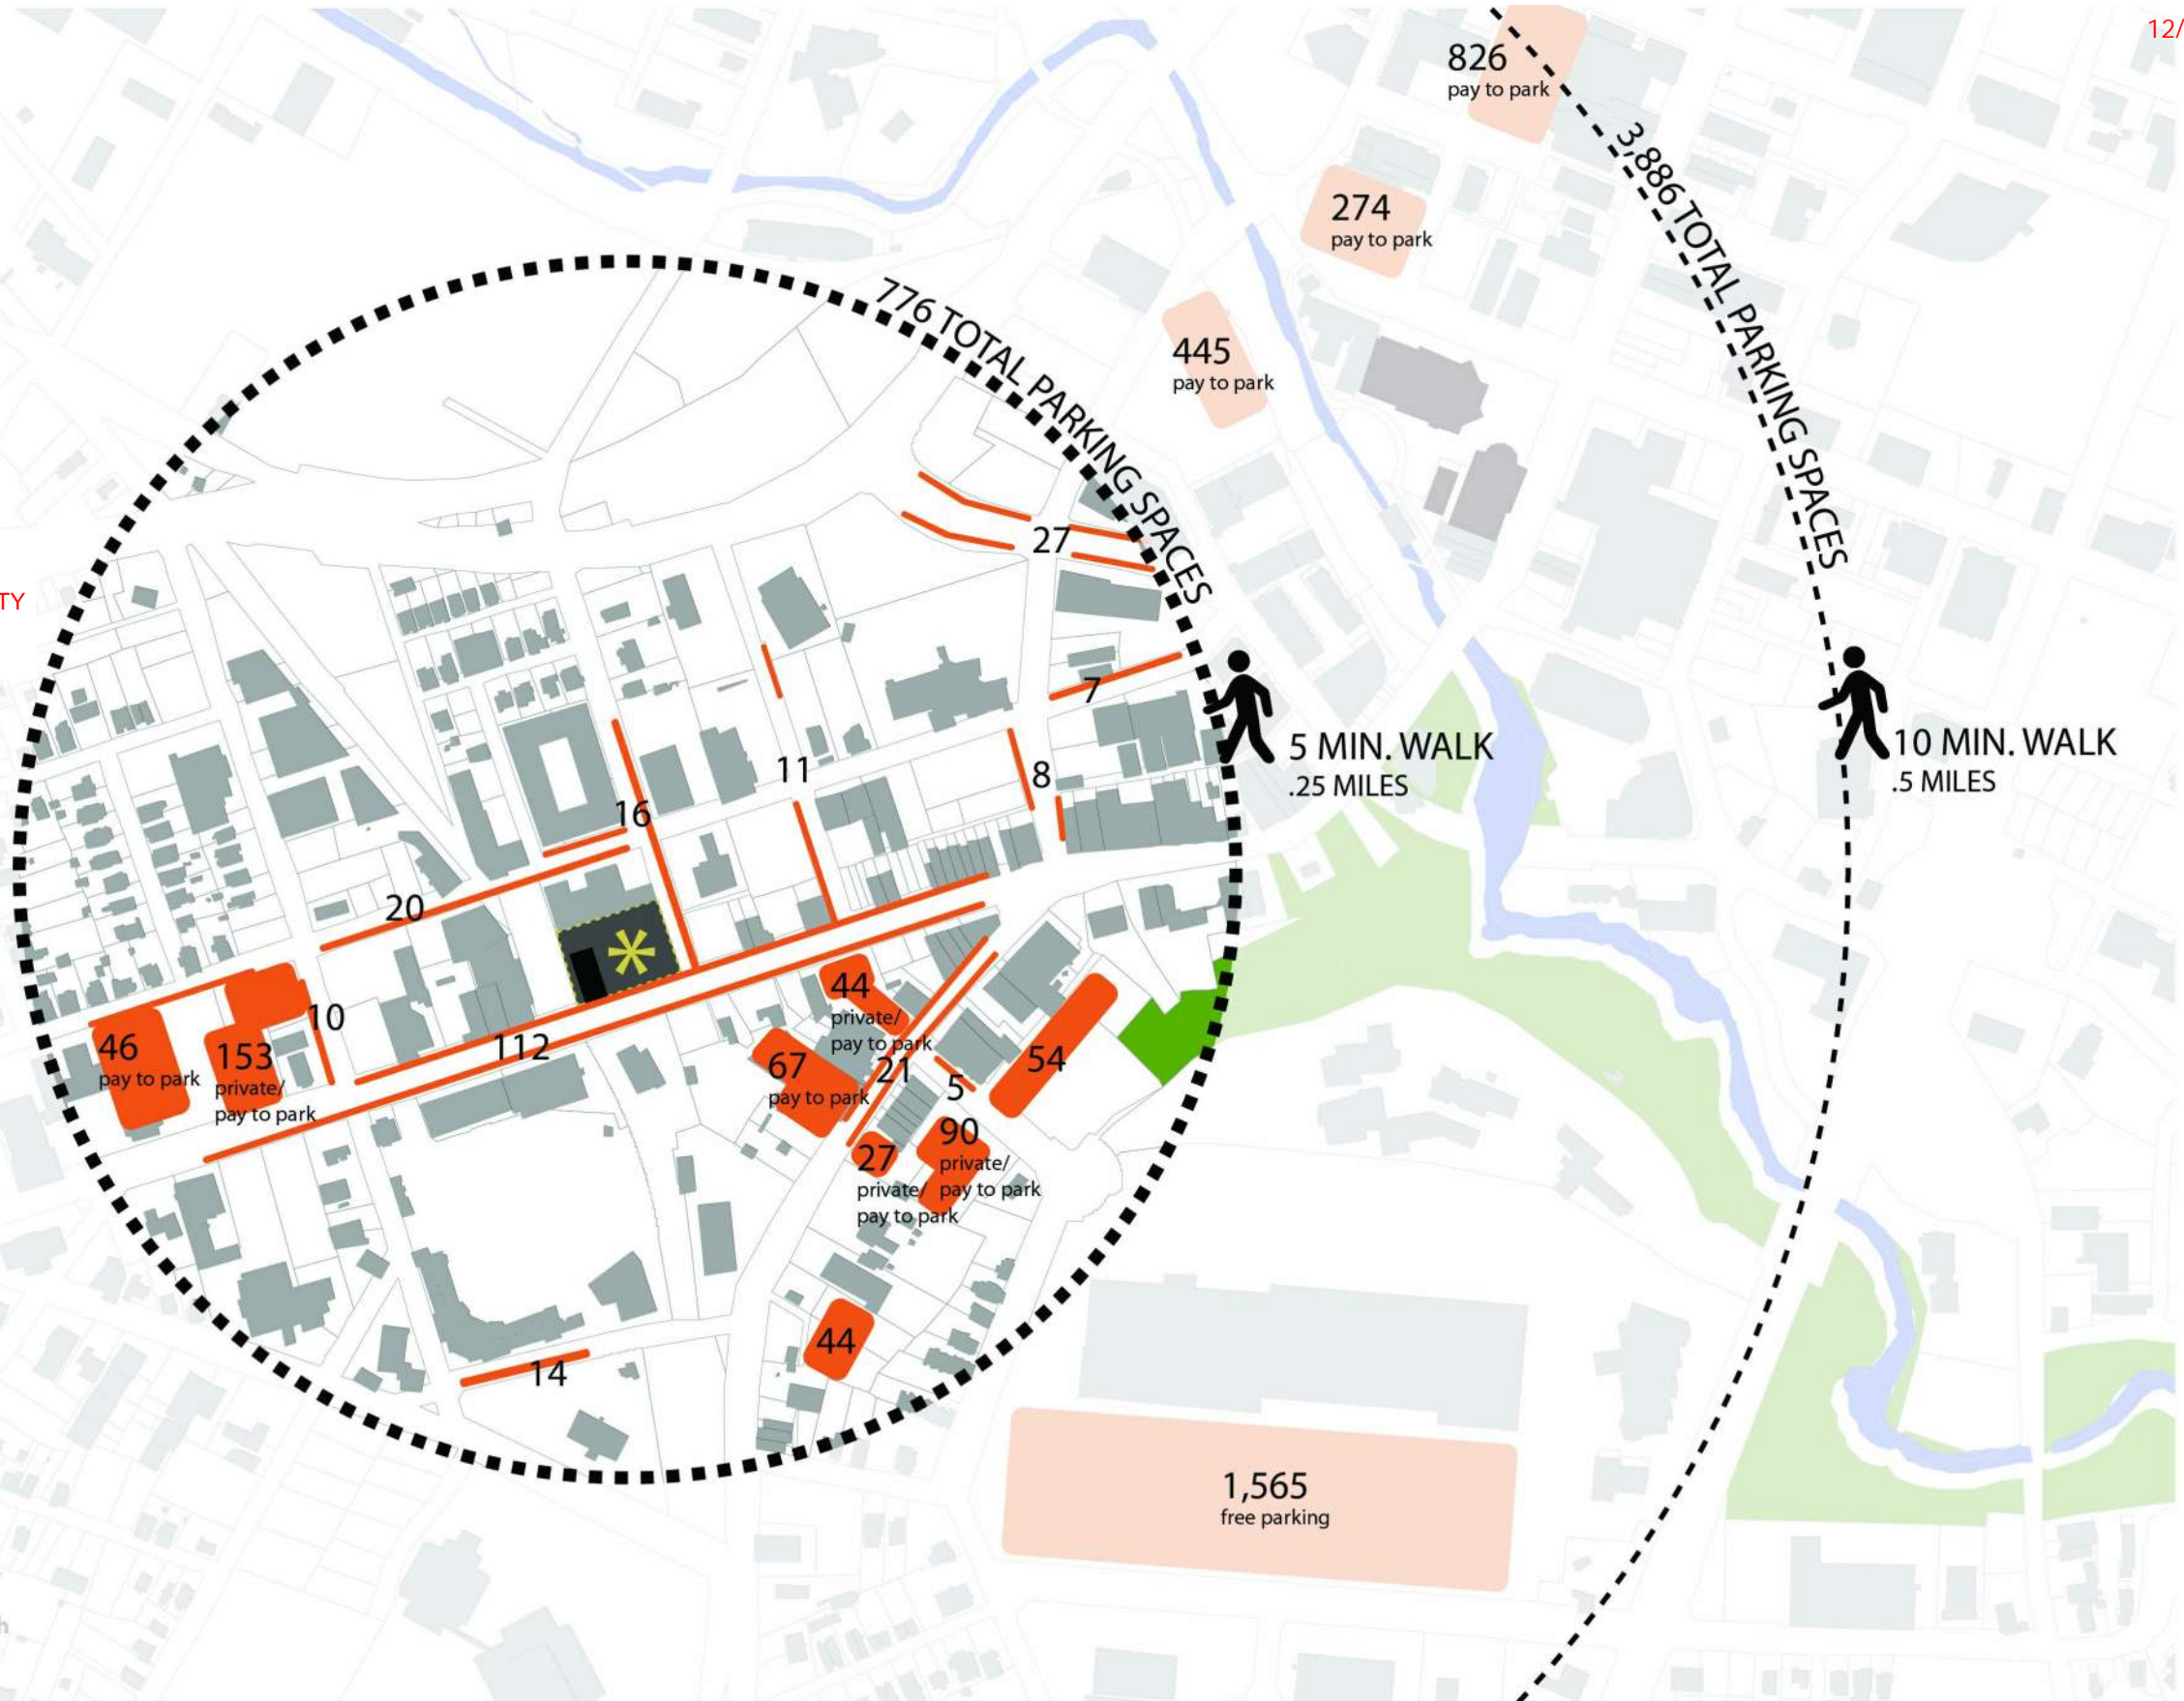 12/
826
pay to park
3,886 TOTAL PARKING SPACES
274
pay to park
776 TOTAL PARKING SPACES
445
pay to park
27
TY
7
5 MIN. WALK
.25 MILES
10 MIN. WALK
.5 MILES
11
8
16
20
44
private/
pay to park
10
112
46
pay to park
153
private/
pay to park
67
pay to park
21
5
54
90
private/
pay to park
27
private/
pay to park
44
14
1,565
free parking
h